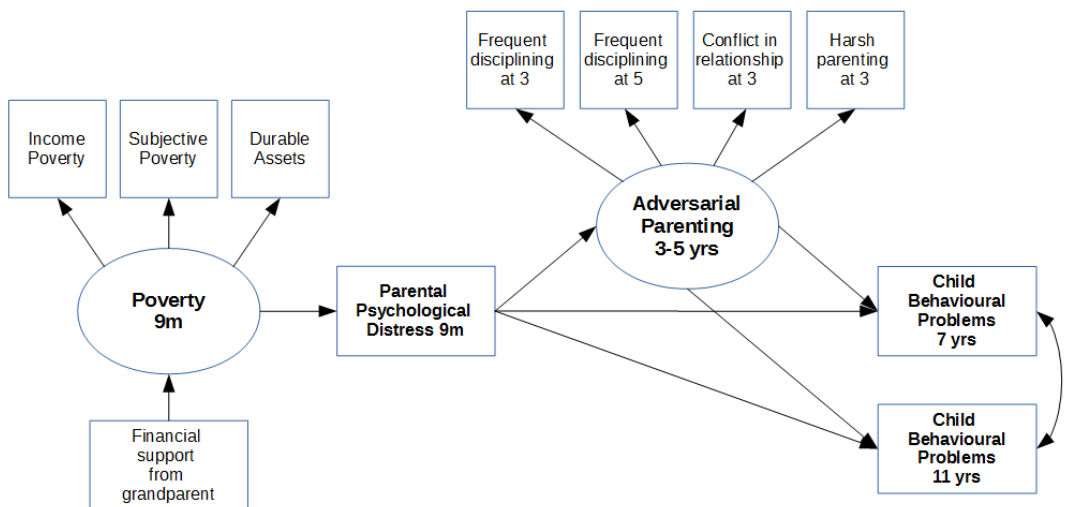 Frequent
disciplining
at 3
Frequent
disciplining
at 5
Conflict in
relationship
at 3
Harsh
parenting
at 3
Income
Poverty
Subjective
Poverty
Durable
Assets
Adversarial
Parenting
3-5 yrs
Poverty
9m
Parental
Psychological
Distress 9m
Child
Behavioural
Problems
7 yrs
Child
Behavioural
Problems
11 yrs
Financial
support
from
grandparent